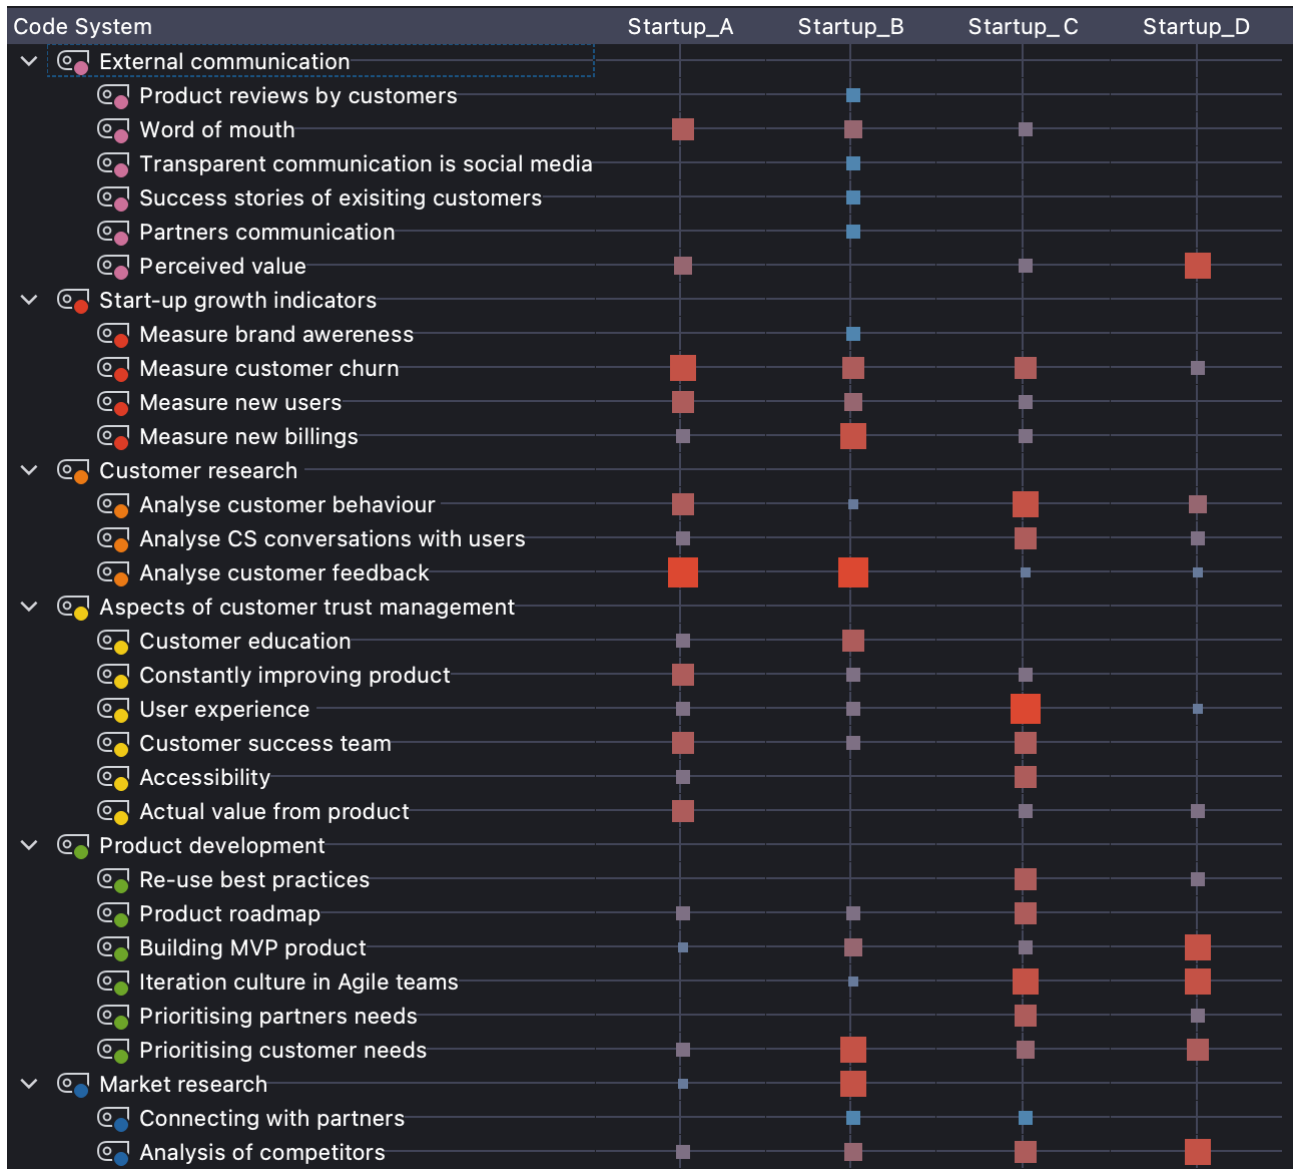 Code System Startup_A Startup_B Startup_C Startup_D
External communication
Product reviews by customers
Word of mouth
Transparent communication is social media
Success stories of exisiting customers
Partners communication
Perceived value
Start-up growth indicators
Measure brand awereness
Measure customer churn
Measure new users
Measure new billings
Customer research
Analyse customer behaviour
Analyse CS conversations with users
Analyse customer feedback
Aspects of customer trust management
Customer education
Constantly improving product
User experience
Customer success team
Accessibility
Actual value from product
Product development
Re-use best practices
Product roadmap
Building MVP product
Iteration culture in Agile teams
Prioritising partners needs
Prioritising customer needs
Market research
Connecting with partners
Analysis of competitors